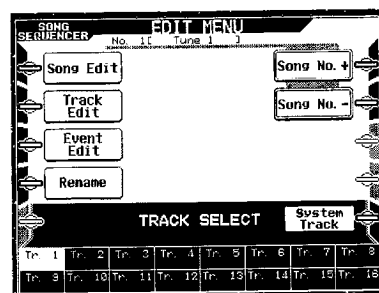 SONG
SEQUENCER
EDIT MENU
No. 1[ Tune 1 ]
Song Edit
Song No. +
Track
Edit
Song No. -
Event
Edit
Rename
TRACK SELECT
System
Track
Tr. 1 Tr. 2 Tr. 3 Tr. 4 Tr. 5 Tr. 6 Tr. 7 Tr. 8
Tr. 9 Tr. 10 Tr. 11 Tr. 12 Tr. 13 Tr. 14 Tr. 15 Tr. 16